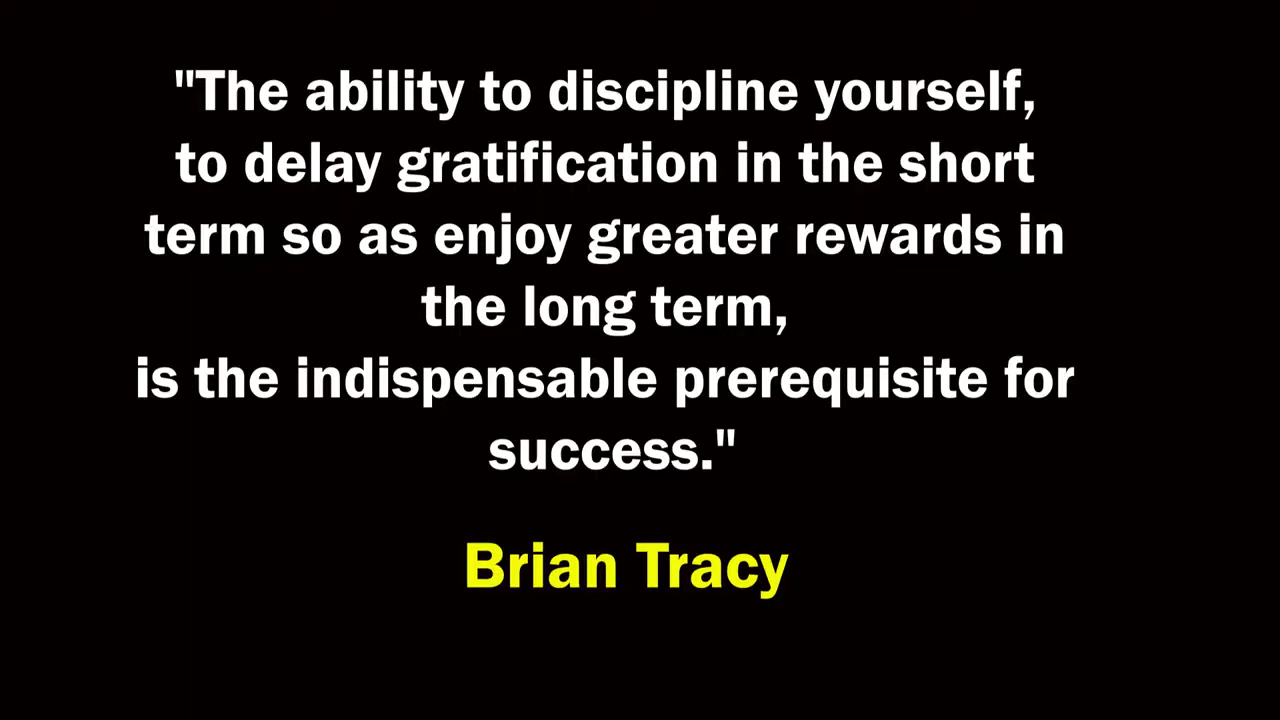 "The ability to discipline yourself,
to delay gratification in the short
term so as enjoy greater rewards in
the long term,
is the indispensable prerequisite for
success."
Brian Tracy